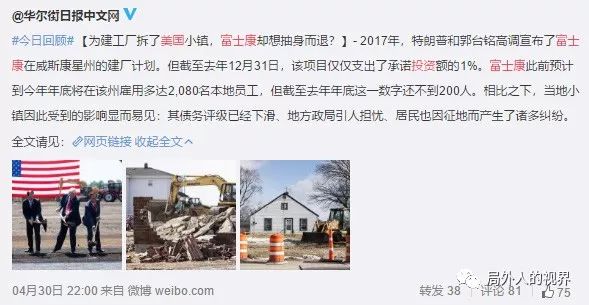 @华尔街日报中文网
#今日回顾#【为建工厂拆了美国小镇，富士康却想抽身而退？】- 2017年，特朗普和郭台铭高调宣布了富士
康在威斯康星州的建厂计划。但截至去年12月31日，该项目仅仅支出了承诺投资额的1%。富士康此前预计
到今年年底将在该州雇用多达2,080名本地员工，但截至去年年底这一数字还不到200人。相比之下，当地小
镇因此受到的影响显而易见：其债务评级已经下滑、地方政局引人担忧、居民也因征地而产生了诸多纠纷。
全文请见：网页链接 收起全文
04月30日 22:00 来自 微博 weibo.com
转发 38 评论 81 75
局外人的视界